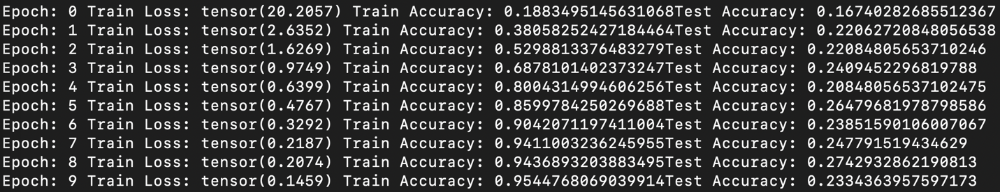 Epoch: 0 Train Loss: tensor(20.2057) Train Accuracy: 0.1883495145631068Test Accuracy: 0.16740282685512367
Epoch: 1 Train Loss: tensor(2.6352) Train Accuracy: 0.38058252427184464Test Accuracy: 0.22062720848056538
Epoch: 2 Train Loss: tensor(1.6269) Train Accuracy: 0.5298813376483279Test Accuracy: 0.22084805653710246
Epoch: 3 Train Loss: tensor(0.9749) Train Accuracy: 0.6878101402373247Test Accuracy: 0.2409452296819788
Epoch: 4 Train Loss: tensor(0.6399) Train Accuracy: 0.8004314994606256Test Accuracy: 0.20848056537102475
Epoch: 5 Train Loss: tensor(0.4767) Train Accuracy: 0.8599784250269688Test Accuracy: 0.26479681978798586
Epoch: 6 Train Loss: tensor(0.3292) Train Accuracy: 0.9042071197411004Test Accuracy: 0.23851590106007067
Epoch: 7 Train Loss: tensor(0.2187) Train Accuracy: 0.9411003236245955Test Accuracy: 0.247791519434629
Epoch: 8 Train Loss: tensor(0.2074) Train Accuracy: 0.9436893203883495Test Accuracy: 0.2742932862190813
Epoch: 9 Train Loss: tensor(0.1459) Train Accuracy: 0.9544768069039914Test Accuracy: 0.2334363957597173